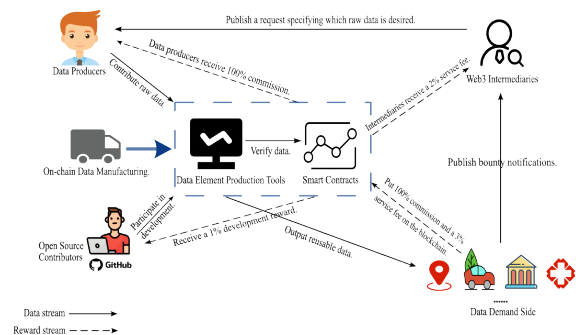 Publish a request specifying which raw data is desired.
Data producers receive 100% commission.
Data Producers
Web3 Intermediaries
Contribute raw data.
Intermediaries receive a 2% service fee.
Verify data.
On-chain Data Manufacturing.
Data Element Production Tools
Smart Contracts
Publish bounty notifications.
Participate in
development.
Put 100% commission and a 3%
service fee on the blockchain
Receive a 1% development reward.
Output reusable data.
Open Source
Contributors
GitHub
......
Data Demand Side
Data stream
Reward stream